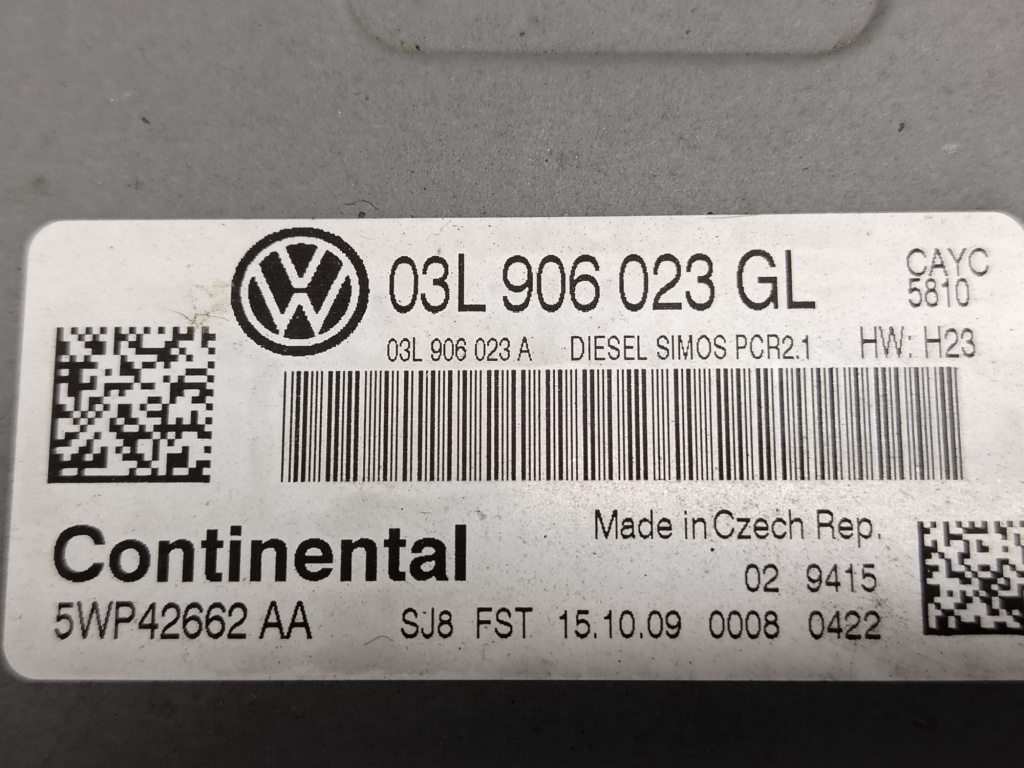 03L 906 023 GL
CAYC
5810
03L 906 023 A DIESEL SIMOS PCR2.1 HW: H23
Continental
Made in Czech Rep.
02 9415
5WP42662 AA SJ8 FST 15.10.09 0008 0422